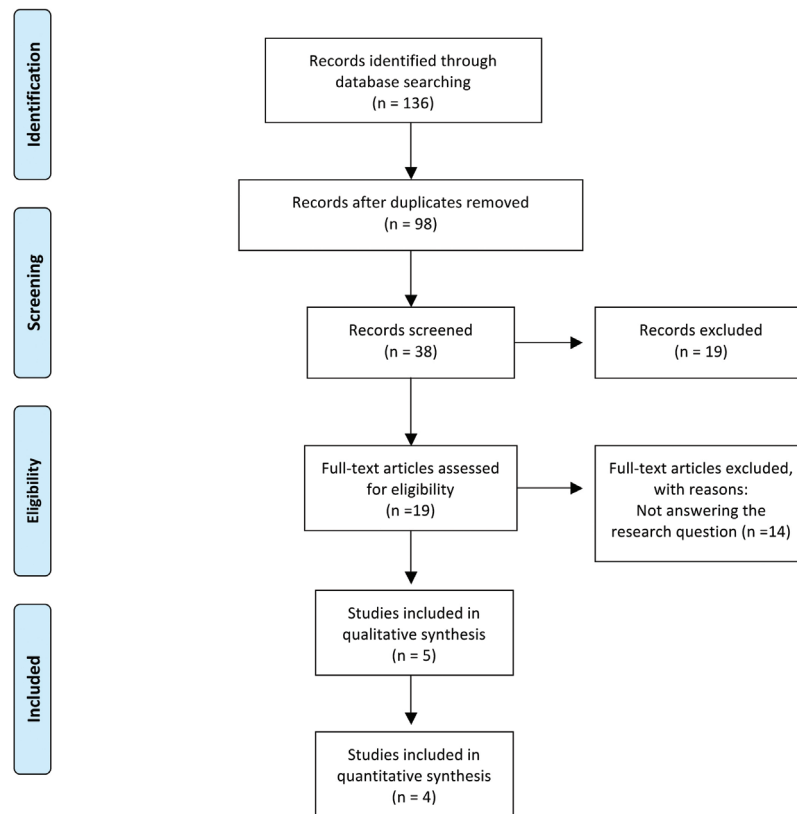 Identification
Records identified through
database searching
(n = 136)
Records after duplicates removed
(n = 98)
Screening
Records screened
(n = 38)
Records excluded
(n = 19)
Eligibility
Full-text articles assessed
for eligibility
(n =19)
Full-text articles excluded,
with reasons:
Not answering the
research question (n =14)
Included
Studies included in
qualitative synthesis
(n = 5)
Studies included in
quantitative synthesis
(n = 4)